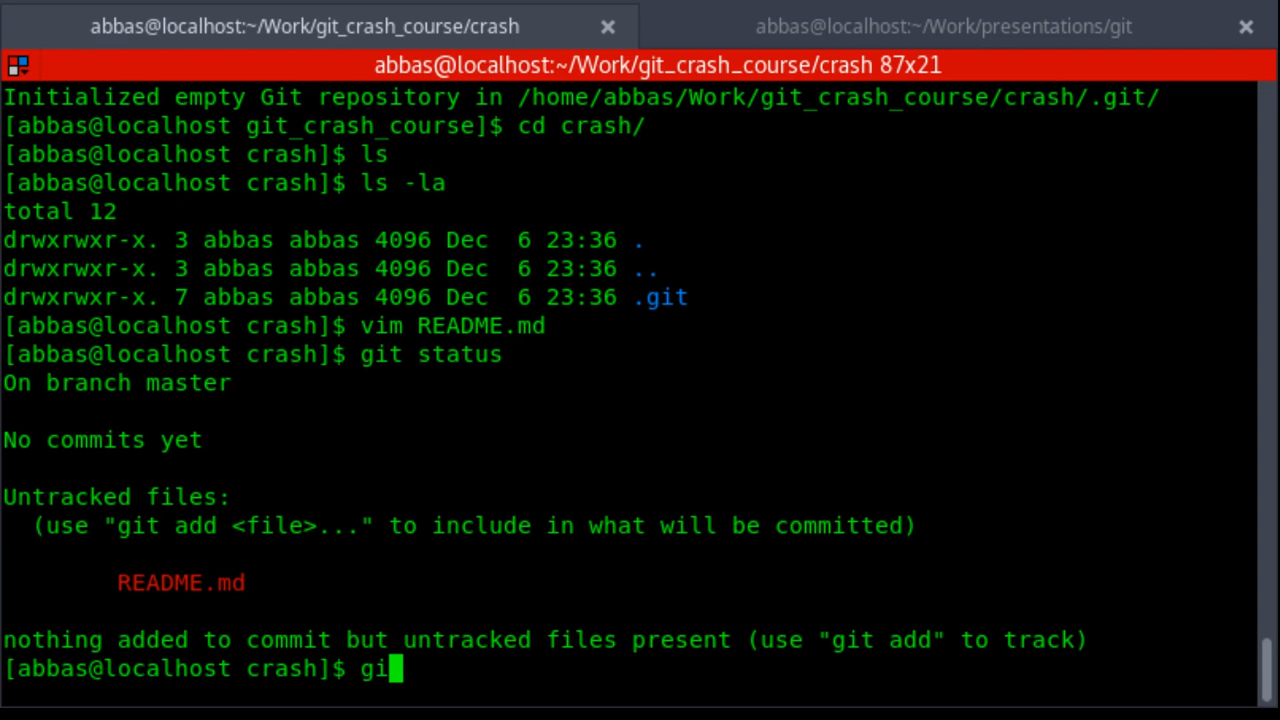 abbas@localhost:~/Work/git_crash_course/crash
abbas@localhost:~/Work/presentations/git
abbas@localhost:~/Work/git_crash_course/crash 87x21
Initialized empty Git repository in /home/abbas/Work/git_crash_course/crash/.git/
[abbas@localhost git_crash_course]$ cd crash/
[abbas@localhost crash]$ ls
[abbas@localhost crash]$ ls -la
total 12
drwxrwxr-x. 3 abbas abbas 4096 Dec  6 23:36 .
drwxrwxr-x. 3 abbas abbas 4096 Dec  6 23:36 ..
drwxrwxr-x. 7 abbas abbas 4096 Dec  6 23:36 .git
[abbas@localhost crash]$ vim README.md
[abbas@localhost crash]$ git status
On branch master
No commits yet
Untracked files:
  (use "git add <file>..." to include in what will be committed)
        README.md
nothing added to commit but untracked files present (use "git add" to track)
[abbas@localhost crash]$ gi